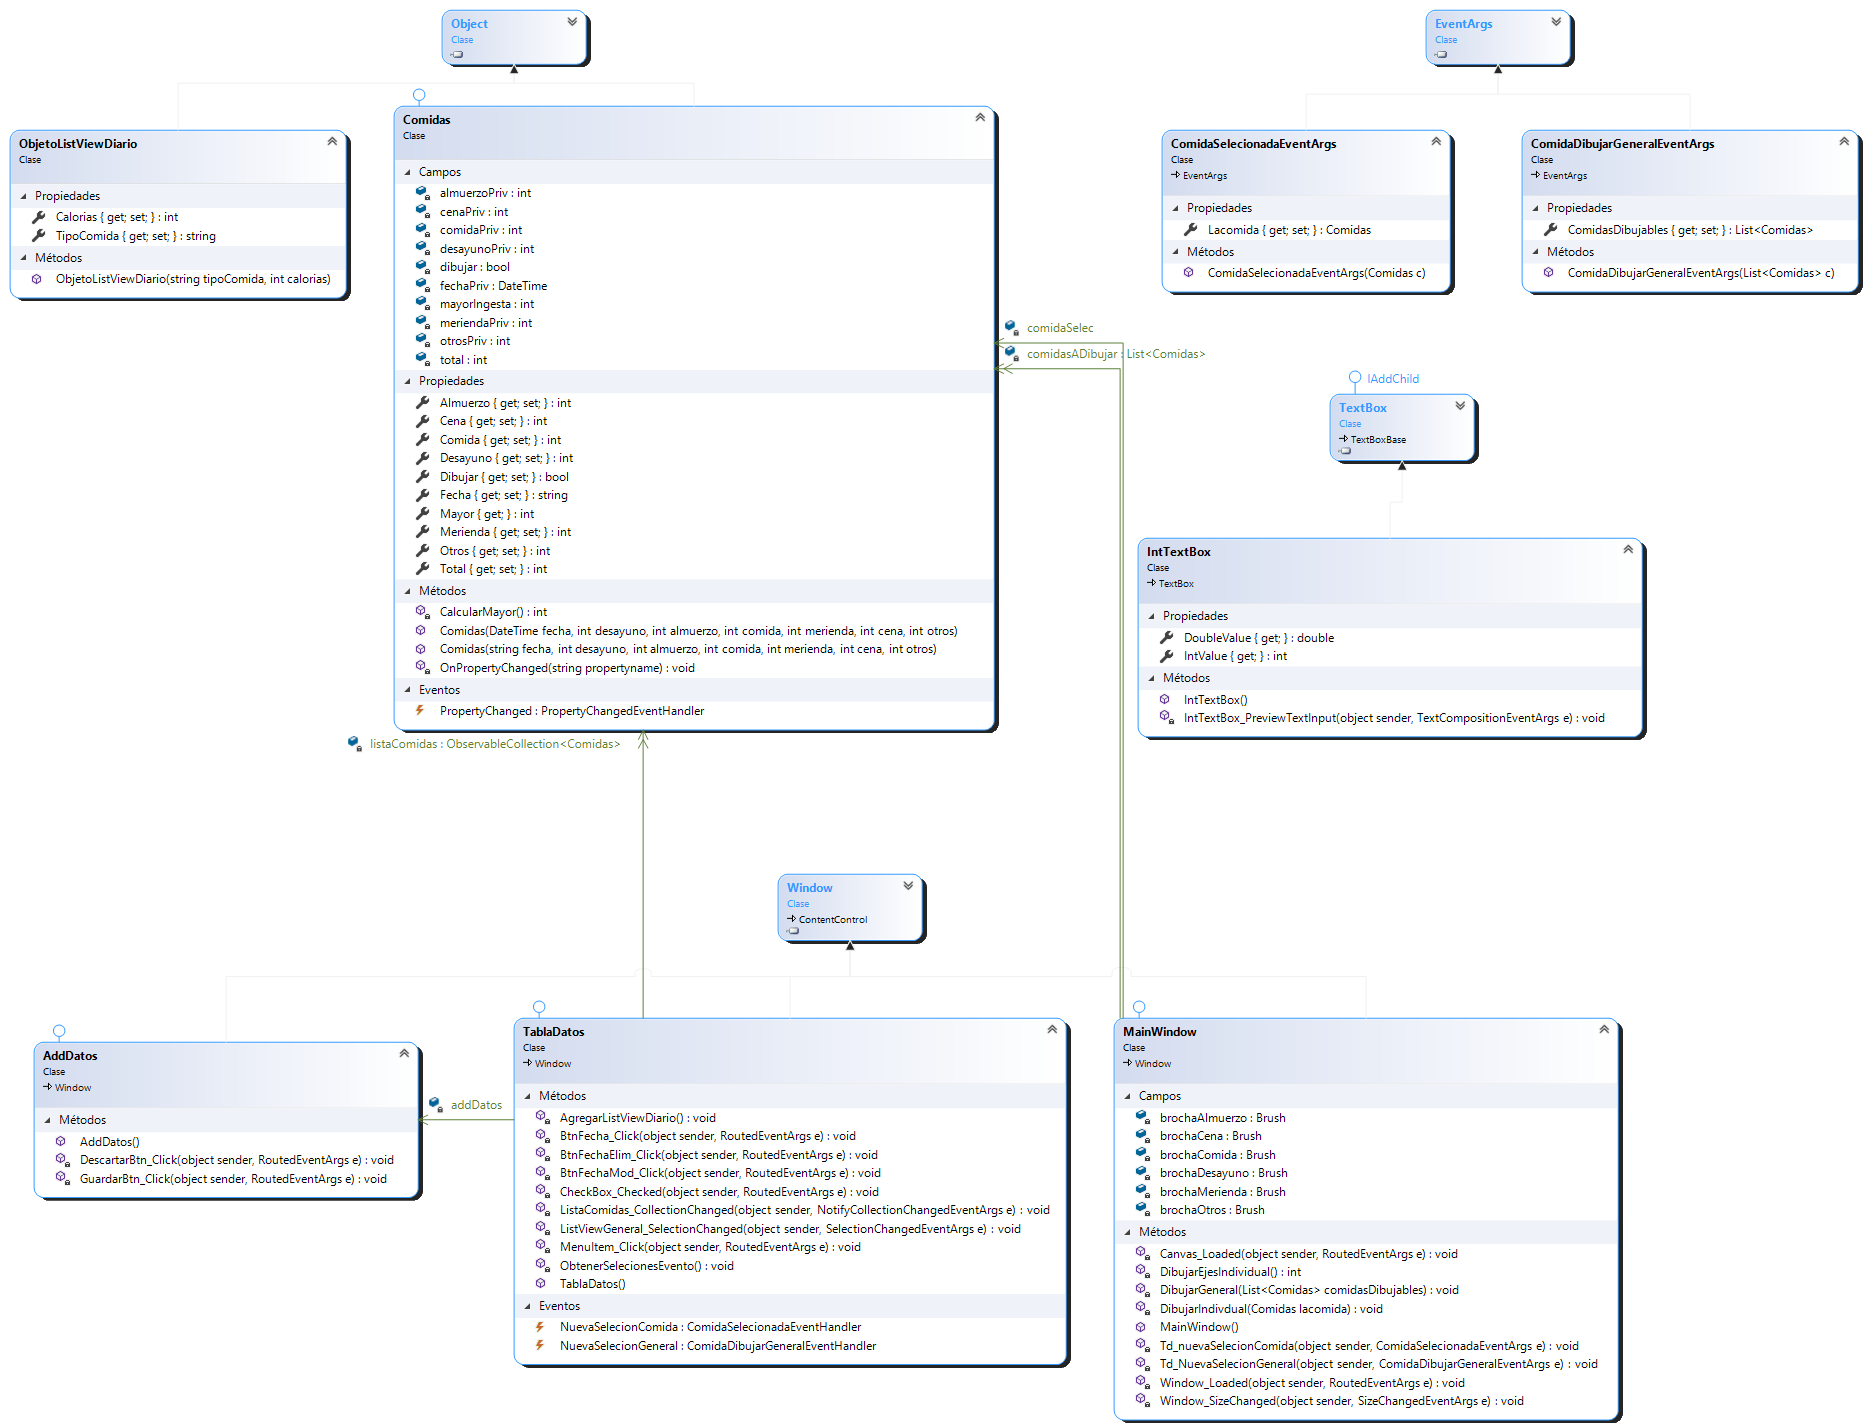 Object
Clase
EventArgs
Clase
ObjetoListViewDiario
Clase
Propiedades
Calorias { get; set; } : int
TipoComida { get; set; } : string
Métodos
ObjetoListViewDiario(string tipoComida, int calorias)
Comidas
Clase
Campos
almuerzoPriv : int
cenaPriv : int
comidaPriv : int
desayunoPriv : int
dibujar : bool
fechaPriv : DateTime
mayorIngesta : int
meriendaPriv : int
otrosPriv : int
total : int
Propiedades
Almuerzo { get; set; } : int
Cena { get; set; } : int
Comida { get; set; } : int
Desayuno { get; set; } : int
Dibujar { get; set; } : bool
Fecha { get; set; } : string
Mayor { get; } : int
Merienda { get; set; } : int
Otros { get; set; } : int
Total { get; set; } : int
Métodos
CalcularMayor() : int
Comidas(DateTime fecha, int desayuno, int almuerzo, int comida, int merienda, int cena, int otros)
Comidas(string fecha, int desayuno, int almuerzo, int comida, int merienda, int cena, int otros)
OnPropertyChanged(string propertyname) : void
Eventos
PropertyChanged : PropertyChangedEventHandler
ComidaSelecionadaEventArgs
Clase
EventArgs
Propiedades
Lacomida { get; set; } : Comidas
Métodos
ComidaSelecionadaEventArgs(Comidas c)
ComidaDibujarGeneralEventArgs
Clase
EventArgs
Propiedades
ComidasDibujables { get; set; } : List<Comidas>
Métodos
ComidaDibujarGeneralEventArgs(List<Comidas> c)
comidaSelec
comidasADibujar : List<Comidas>
IAddChild
TextBox
Clase
TextBoxBase
IntTextBox
Clase
TextBox
Propiedades
DoubleValue { get; } : double
IntValue { get; } : int
Métodos
IntTextBox()
IntTextBox_PreviewTextInput(object sender, TextCompositionEventArgs e) : void
listaComidas : ObservableCollection<Comidas>
Window
Clase
ContentControl
AddDatos
Clase
Window
Métodos
AddDatos()
DescartarBtn_Click(object sender, RoutedEventArgs e) : void
GuardarBtn_Click(object sender, RoutedEventArgs e) : void
addDatos
TablaDatos
Clase
Window
Métodos
AgregarListViewDiario() : void
BtnFecha_Click(object sender, RoutedEventArgs e) : void
BtnFechaElim_Click(object sender, RoutedEventArgs e) : void
BtnFechaMod_Click(object sender, RoutedEventArgs e) : void
CheckBox_Checked(object sender, RoutedEventArgs e) : void
ListaComidas_CollectionChanged(object sender, NotifyCollectionChangedEventArgs e) : void
ListViewGeneral_SelectionChanged(object sender, SelectionChangedEventArgs e) : void
MenuItem_Click(object sender, RoutedEventArgs e) : void
ObtenerSelecionesEvento() : void
TablaDatos()
Eventos
NuevaSelecionComida : ComidaSelecionadaEventHandler
NuevaSelecionGeneral : ComidaDibujarGeneralEventHandler
MainWindow
Clase
Window
Campos
brochaAlmuerzo : Brush
brochaCena : Brush
brochaComida : Brush
brochaDesayuno : Brush
brochaMerienda : Brush
brochaOtros : Brush
Métodos
Canvas_Loaded(object sender, RoutedEventArgs e) : void
DibujarEjesIndividual() : int
DibujarGeneral(List<Comidas> comidasDibujables) : void
DibujarIndivdual(Comidas lacomida) : void
MainWindow()
Td_nuevaSelecionComida(object sender, ComidaSelecionadaEventArgs e) : void
Td_NuevaSelecionGeneral(object sender, ComidaDibujarGeneralEventArgs e) : void
Window_Loaded(object sender, RoutedEventArgs e) : void
Window_SizeChanged(object sender, SizeChangedEventArgs e) : void